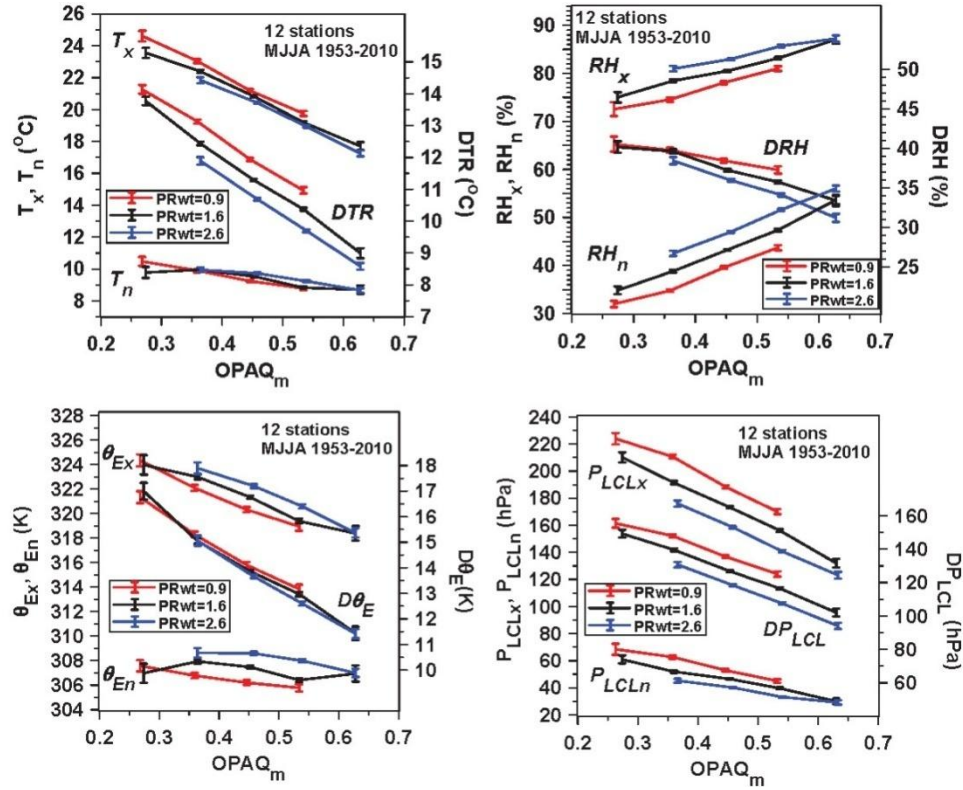 12 stations
MJJA 1953-2010
T_x
DTR
T_n
PRwt=0.9
PRwt=1.6
PRwt=2.6
26
24
22
20
18
16
14
12
10
8
15
14
13
12
11
10
9
8
7
T_x, T_n (°C)
DTR (°C)
0.2 0.3 0.4 0.5 0.6 0.7
OPAQ_m
12 stations
MJJA 1953-2010
RH_x
DRH
RH_n
PRwt=0.9
PRwt=1.6
PRwt=2.6
90
85
80
75
70
65
60
55
50
45
40
35
30
50
45
40
35
30
25
RH_x, RH_n (%)
DRH (%)
0.2 0.3 0.4 0.5 0.6 0.7
OPAQ_m
12 stations
MJJA 1953-2010
θ_Ex
Dθ_E
θ_En
PRwt=0.9
PRwt=1.6
PRwt=2.6
328
326
324
322
320
318
316
314
312
310
308
306
304
18
17
16
15
14
13
12
11
10
θ_Ex, θ_En (K)
Dθ_E (K)
0.2 0.3 0.4 0.5 0.6 0.7
OPAQ_m
12 stations
MJJA 1953-2010
P_LCLx
DP_LCL
P_LCLn
PRwt=0.9
PRwt=1.6
PRwt=2.6
240
220
200
180
160
140
120
100
80
60
40
20
160
140
120
100
80
60
P_LCLx, P_LCLn (hPa)
DP_LCL (hPa)
0.2 0.3 0.4 0.5 0.6 0.7
OPAQ_m